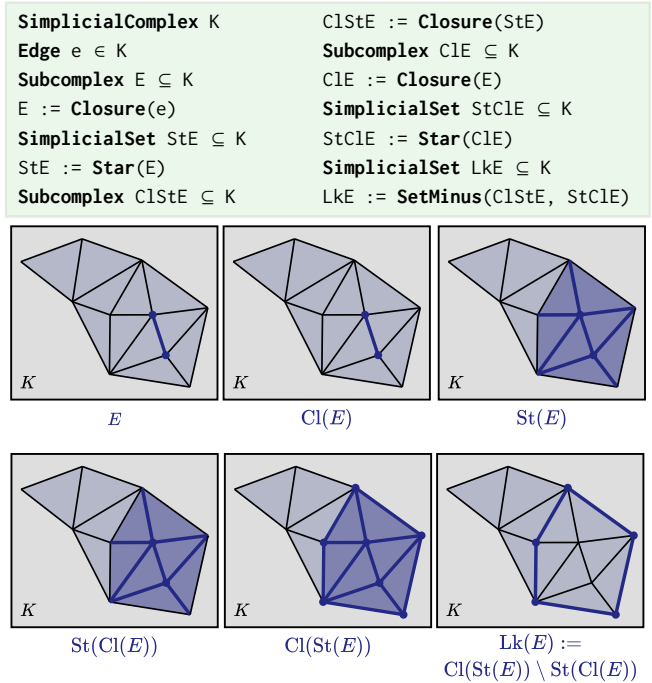 SimplicialComplex K
Edge e ∈ K
Subcomplex E ⊆ K
E := Closure(e)
SimplicialSet StE ⊆ K
StE := Star(E)
Subcomplex ClStE ⊆ K
ClStE := Closure(StE)
Subcomplex ClE ⊆ K
ClE := Closure(E)
SimplicialSet StClE ⊆ K
StClE := Star(ClE)
SimplicialSet LkE ⊆ K
LkE := SetMinus(ClStE, StClE)
K
K
K
E
Cl(E)
St(E)
K
K
K
St(Cl(E))
Cl(St(E))
Lk(E) :=
Cl(St(E)) \ St(Cl(E))